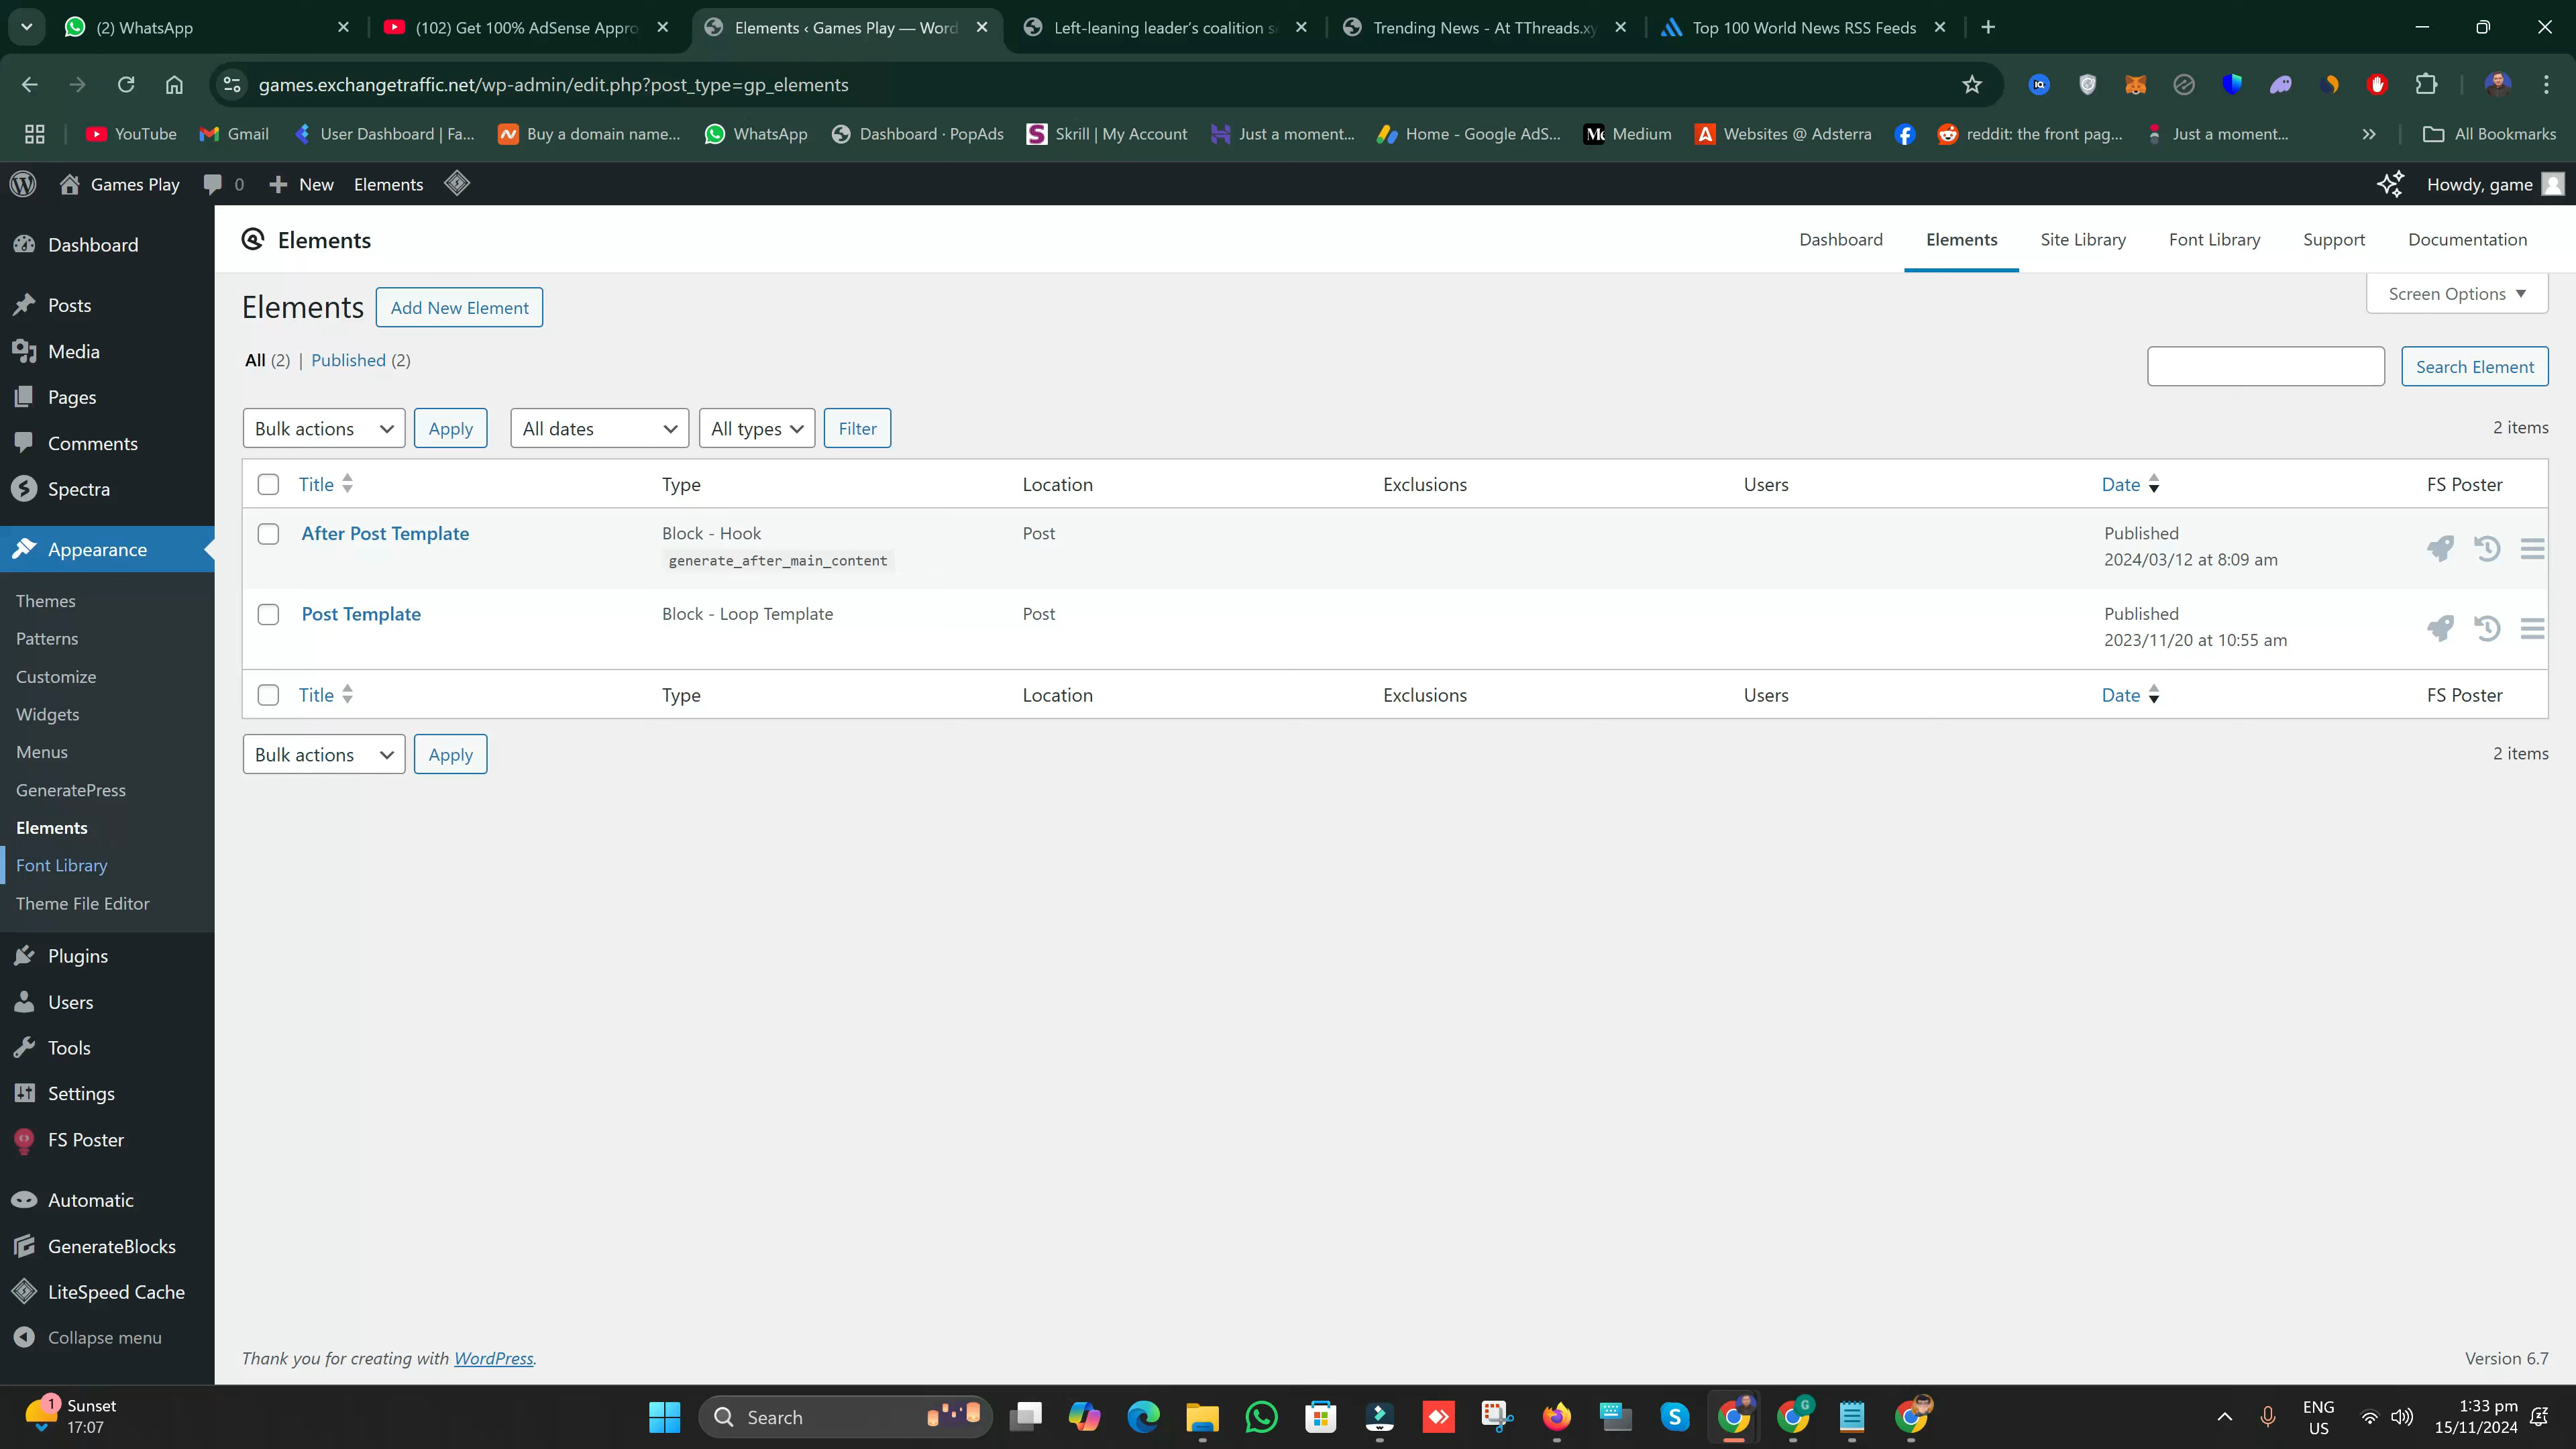 (2) WhatsApp
(102) Get 100% AdSense Appro
Elements ‹ Games Play — Word
Left-leaning leader's coalition s
Trending News - At TThreads.xy
Top 100 World News RSS Feeds
games.exchangetraffic.net/wp-admin/edit.php?post_type=gp_elements
YouTube
Gmail
User Dashboard | Fa...
Buy a domain name...
WhatsApp
Dashboard · PopAds
Skrill | My Account
Just a moment...
Home - Google AdS...
Medium
Websites @ Adsterra
reddit: the front pag...
Just a moment...
All Bookmarks
Games Play
0
New
Elements
Howdy, game
Dashboard
Posts
Media
Pages
Comments
Spectra
Appearance
Themes
Patterns
Customize
Widgets
Menus
GeneratePress
Elements
Font Library
Theme File Editor
Plugins
Users
Tools
Settings
FS Poster
Automatic
GenerateBlocks
LiteSpeed Cache
Collapse menu
Elements
Dashboard
Elements
Site Library
Font Library
Support
Documentation
Elements
Add New Element
Screen Options
All (2) | Published (2)
Search Element
Bulk actions
Apply
All dates
All types
Filter
2 items
Title
Type
Location
Exclusions
Users
Date
FS Poster
After Post Template
Block - Hook
generate_after_main_content
Post
Published
2024/03/12 at 8:09 am
Post Template
Block - Loop Template
Post
Published
2023/11/20 at 10:55 am
Title
Type
Location
Exclusions
Users
Date
FS Poster
Bulk actions
Apply
2 items
Thank you for creating with WordPress.
Version 6.7
1
Sunset
17:07
Search
G
ENG
US
1:33 pm
15/11/2024